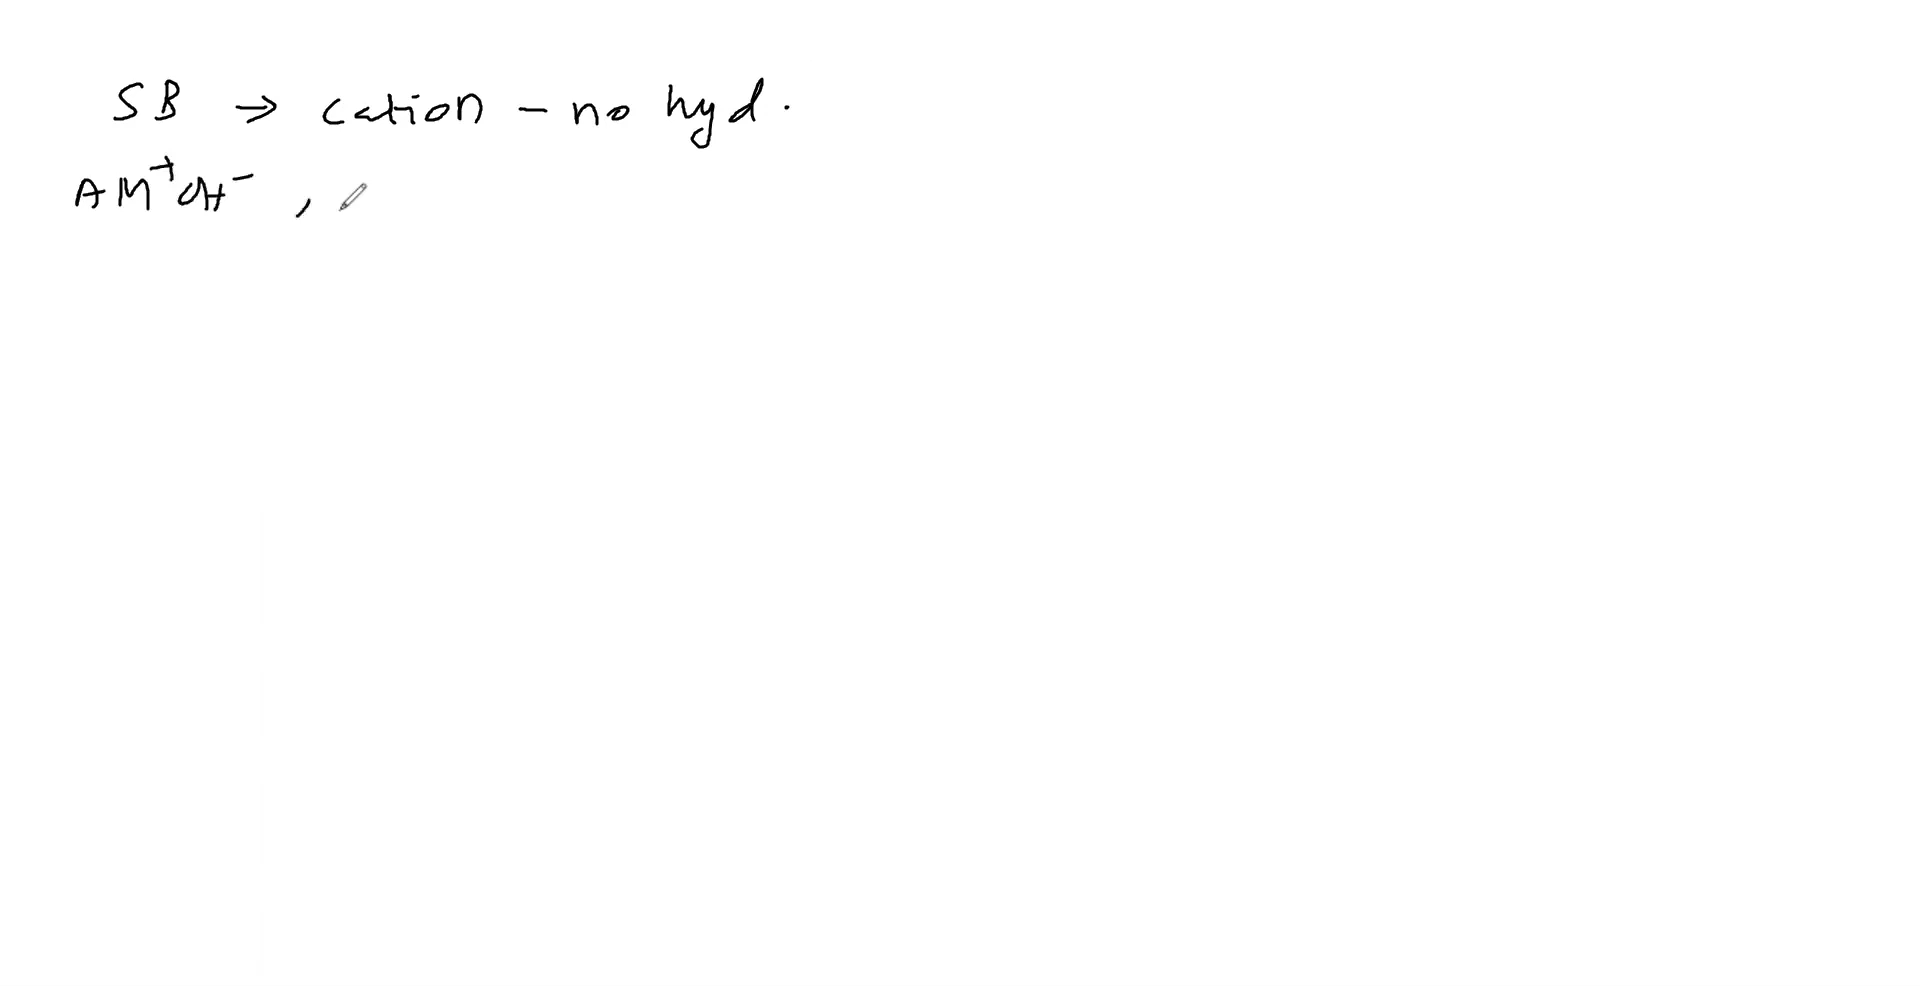 SB ⇒ cation - no hyd.
AM⁺OH⁻ ,